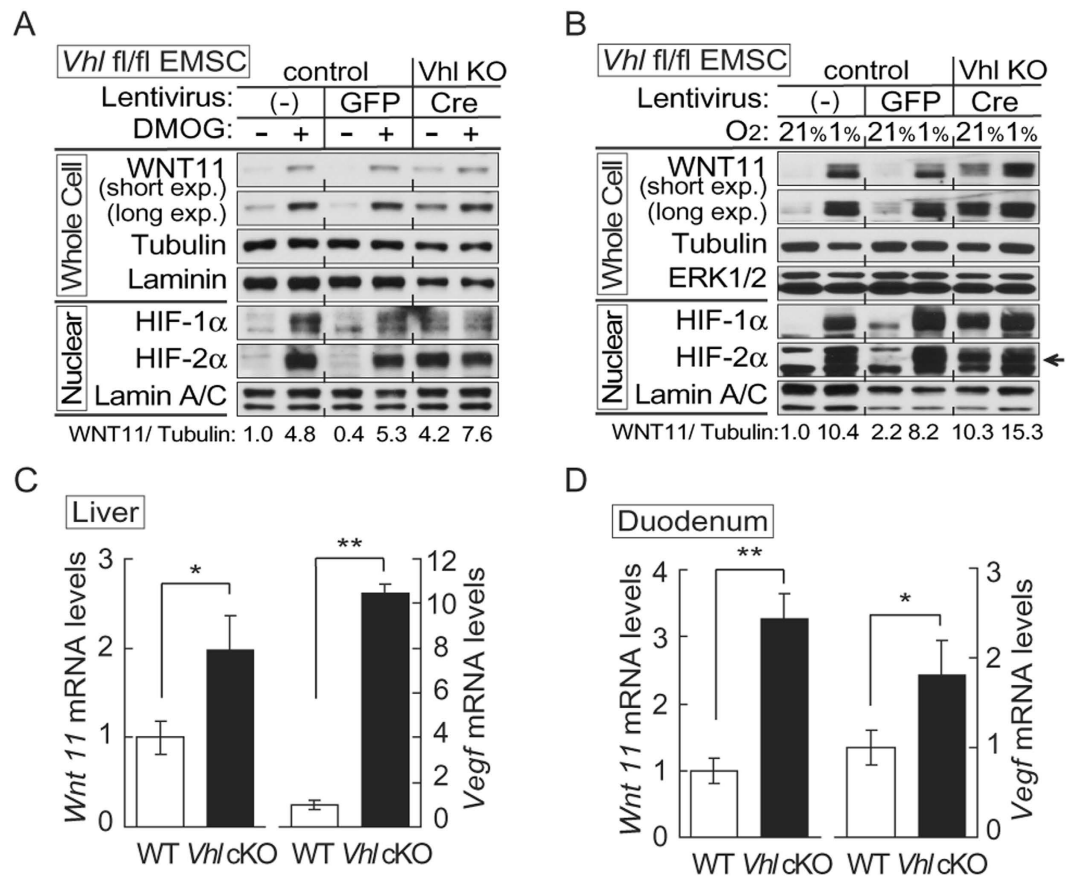 A
Vhl fl/fl EMSC
control
Vhl KO
Lentivirus: (-) GFP Cre
DMOG: - + - + - +
Whole Cell
WNT11
(short exp.)
(long exp.)
Tubulin
Laminin
Nuclear
HIF-1α
HIF-2α
Lamin A/C
WNT11/ Tubulin: 1.0 4.8 0.4 5.3 4.2 7.6
B
Vhl fl/fl EMSC
control
Vhl KO
Lentivirus: (-) GFP Cre
O2: 21% 1% 21% 1% 21% 1%
Whole Cell
WNT11
(short exp.)
(long exp.)
Tubulin
ERK1/2
Nuclear
HIF-1α
HIF-2α
Lamin A/C
WNT11/ Tubulin: 1.0 10.4 2.2 8.2 10.3 15.3
C
Liver
Wnt 11 mRNA levels
3
2
1
0
*
**
12
10
8
6
4
2
0
Vegf mRNA levels
WT Vhl cKO WT Vhl cKO
D
Duodenum
Wnt 11 mRNA levels
4
3
2
1
0
**
*
3
2
1
0
Vegf mRNA levels
WT Vhl cKO WT Vhl cKO